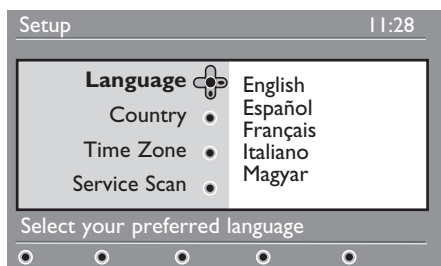 Setup 11:28
Language
Country
Time Zone
Service Scan
English
Español
Français
Italiano
Magyar
Select your preferred language